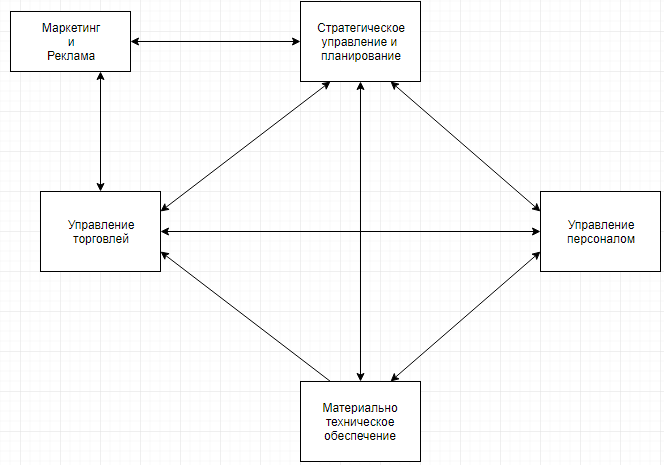 Маркетинг
и
Реклама
Стратегическое
управление и
планирование
Управление
торговлей
Управление
персоналом
Материально
техническое
обеспечение